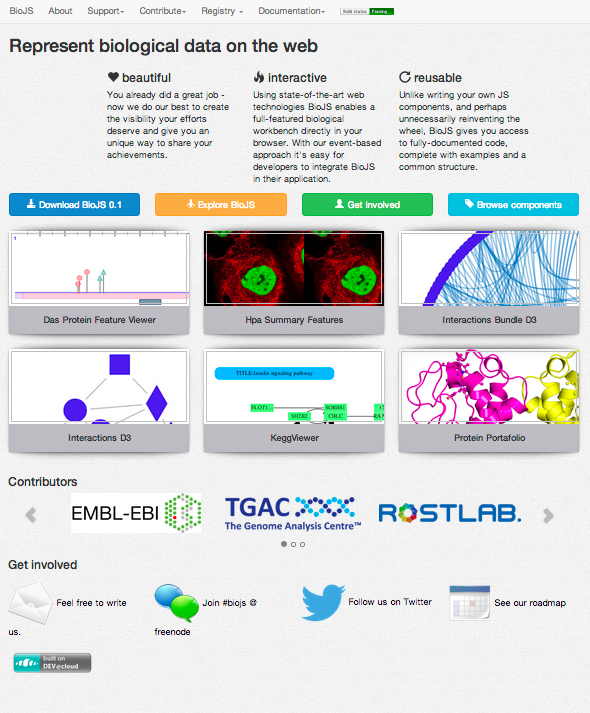 BioJS About Support Contribute Registry Documentation Build status Passing
Represent biological data on the web
beautiful
You already did a great job -
now we do our best to create
the visibility your efforts
deserve and give you an
unique way to share your
achievements.
interactive
Using state-of-the-art web
technologies BioJS enables a
full-featured biological
workbench directly in your
browser. With our event-based
approach it's easy for
developers to integrate BioJS
in their application.
reusable
Unlike writing your own JS
components, and perhaps
unnecessarily reinventing the
wheel, BioJS gives you access
to fully-documented code,
complete with examples and a
common structure.
Download BioJS 0.1 Explore BioJS Get involved Browse components
1
Das Protein Feature Viewer
Hpa Summary Features
Interactions Bundle D3
Interactions D3
TITLE:Insulin signaling pathway
FLOT1... SORBS1
SH2B2 CBLC
KeggViewer
Protein Portafolio
Contributors
EMBL-EBI
TGAC
The Genome Analysis Centre™
ROSTLAB.
Get involved
Feel free to write
us.
Join #biojs @
freenode
Follow us on Twitter
See our roadmap
built on
DEV@cloud